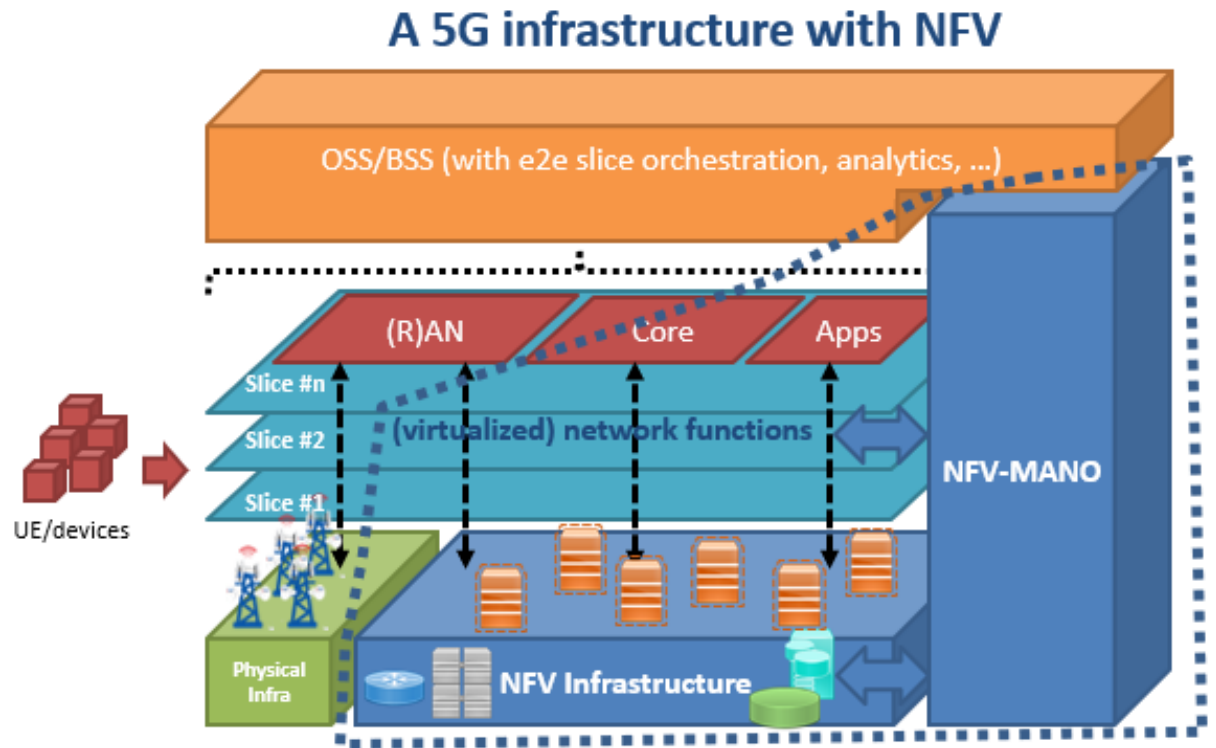 A 5G infrastructure with NFV
OSS/BSS (with e2e slice orchestration, analytics, ...)
(R)AN
Core
Apps
Slice #n
(virtualized) network functions
Slice #2
NFV-MANO
Slice #1
UE/devices
Physical
Infra
NFV Infrastructure